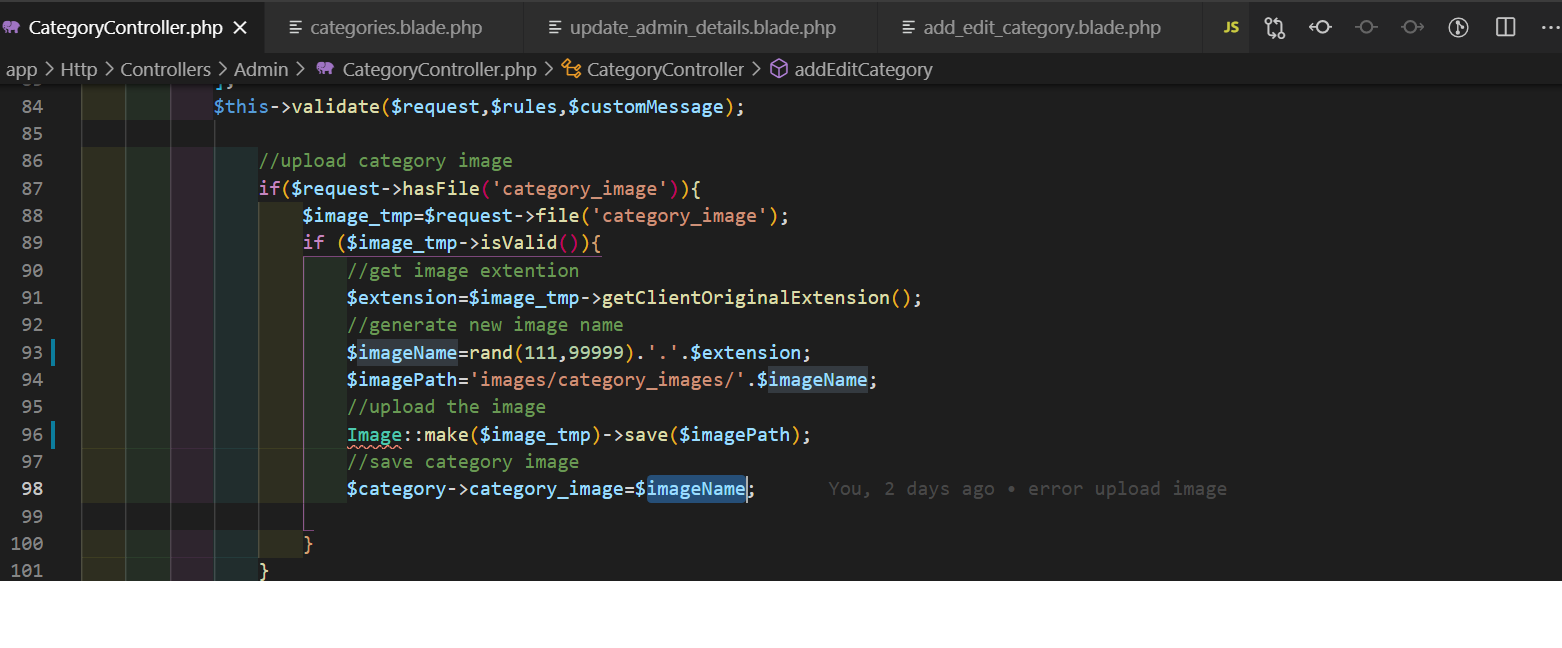 CategoryController.php
categories.blade.php
update_admin_details.blade.php
add_edit_category.blade.php
JS
app > Http > Controllers > Admin > CategoryController.php > CategoryController > addEditCategory
84 $this->validate($request,$rules,$customMessage);
85
86 //upload category image
87 if($request->hasFile('category_image')){
88 $image_tmp=$request->file('category_image');
89 if ($image_tmp->isValid()){
90 //get image extention
91 $extension=$image_tmp->getClientOriginalExtension();
92 //generate new image name
93 $imageName=rand(111,99999).'.'.$extension;
94 $imagePath='images/category_images/'.$imageName;
95 //upload the image
96 Image::make($image_tmp)->save($imagePath);
97 //save category image
98 $category->category_image=$imageName; You, 2 days ago • error upload image
99
100 }
101 }